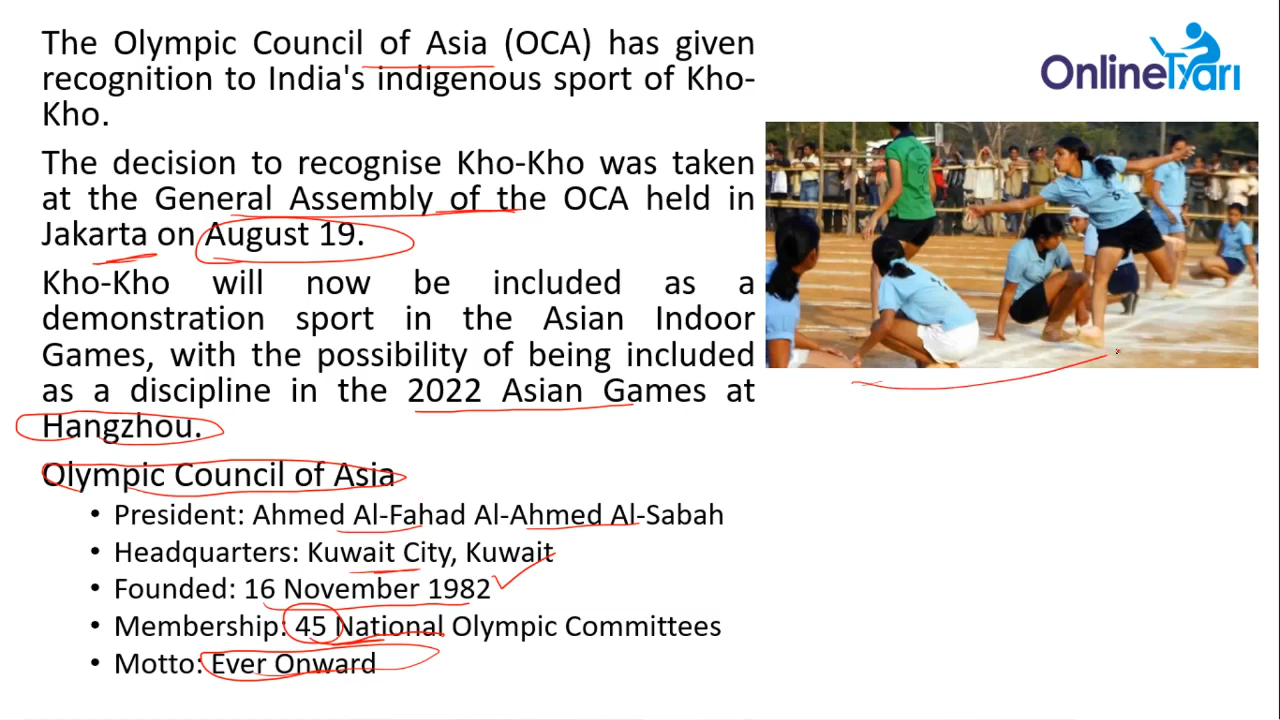 The Olympic Council of Asia (OCA) has given
recognition to India's indigenous sport of Kho-
Kho.
The decision to recognise Kho-Kho was taken
at the General Assembly of the OCA held in
Jakarta on August 19.
Kho-Kho will now be included as a
demonstration sport in the Asian Indoor
Games, with the possibility of being included
as a discipline in the 2022 Asian Games at
Hangzhou.
Olympic Council of Asia
• President: Ahmed Al-Fahad Al-Ahmed Al-Sabah
• Headquarters: Kuwait City, Kuwait
• Founded: 16 November 1982
• Membership: 45 National Olympic Committees
• Motto: Ever Onward
OnlineTyari